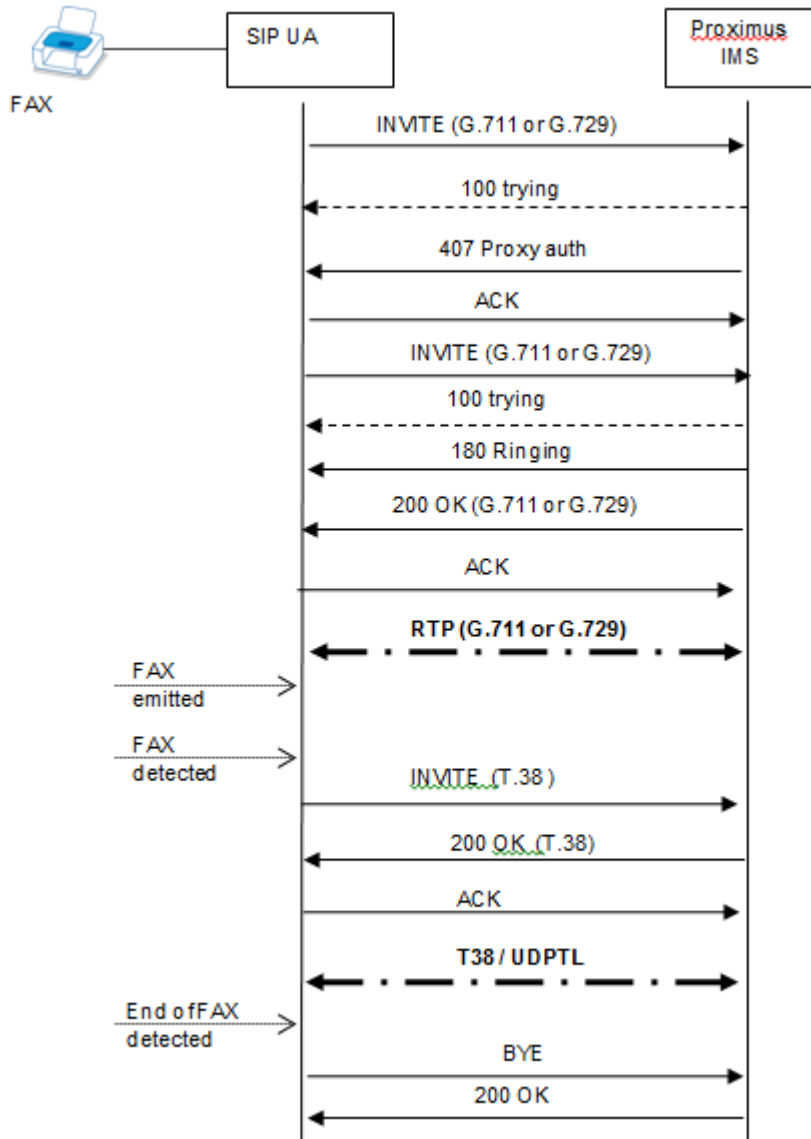 SIP UA
Proximus
IMS
FAX
INVITE (G.711 or G.729)
100 trying
407 Proxy auth
ACK
INVITE (G.711 or G.729)
100 trying
180 Ringing
200 OK (G.711 or G.729)
ACK
RTP (G.711 or G.729)
FAX
emitted
FAX
detected
INVITE (T.38 )
200 OK (T.38)
ACK
T38 / UDPTL
End of FAX
detected
BYE
200 OK